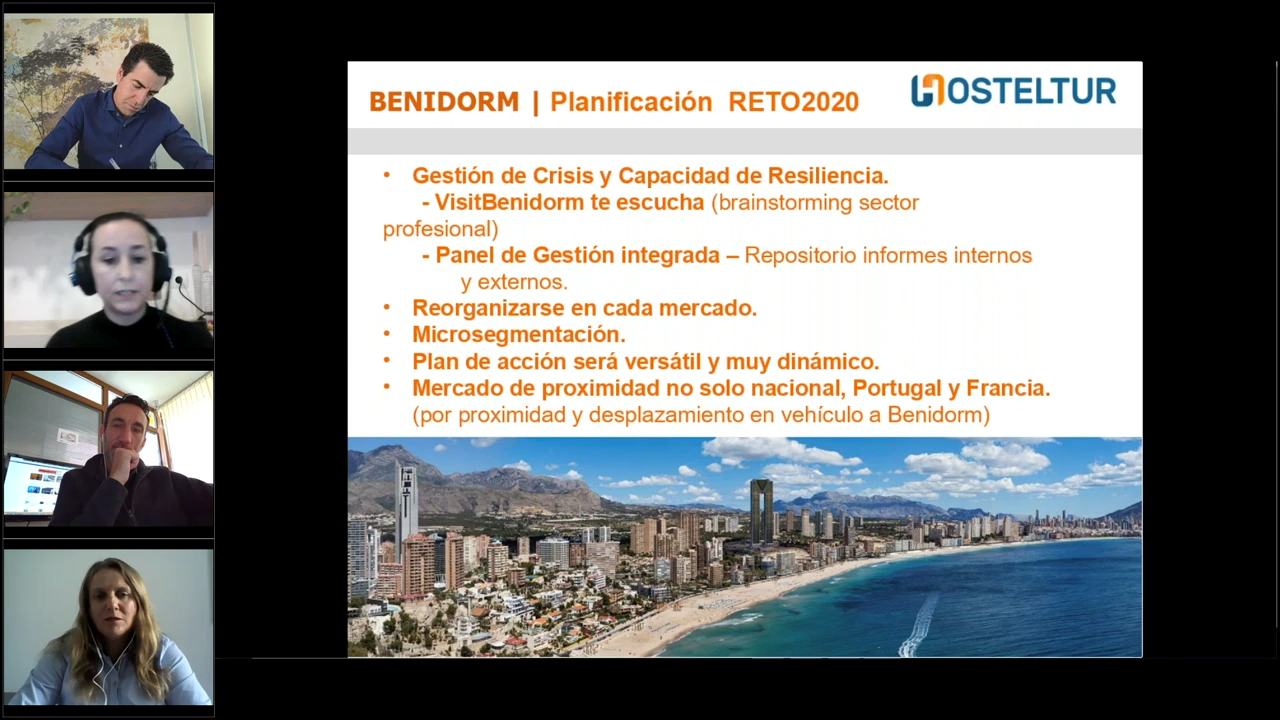 BENIDORM | Planificación RETO2020
HOSTELTUR
• Gestión de Crisis y Capacidad de Resiliencia.
- VisitBenidorm te escucha (brainstorming sector
profesional)
- Panel de Gestión integrada – Repositorio informes internos
y externos.
• Reorganizarse en cada mercado.
• Microsegmentación.
• Plan de acción será versátil y muy dinámico.
• Mercado de proximidad no solo nacional, Portugal y Francia.
(por proximidad y desplazamiento en vehículo a Benidorm)